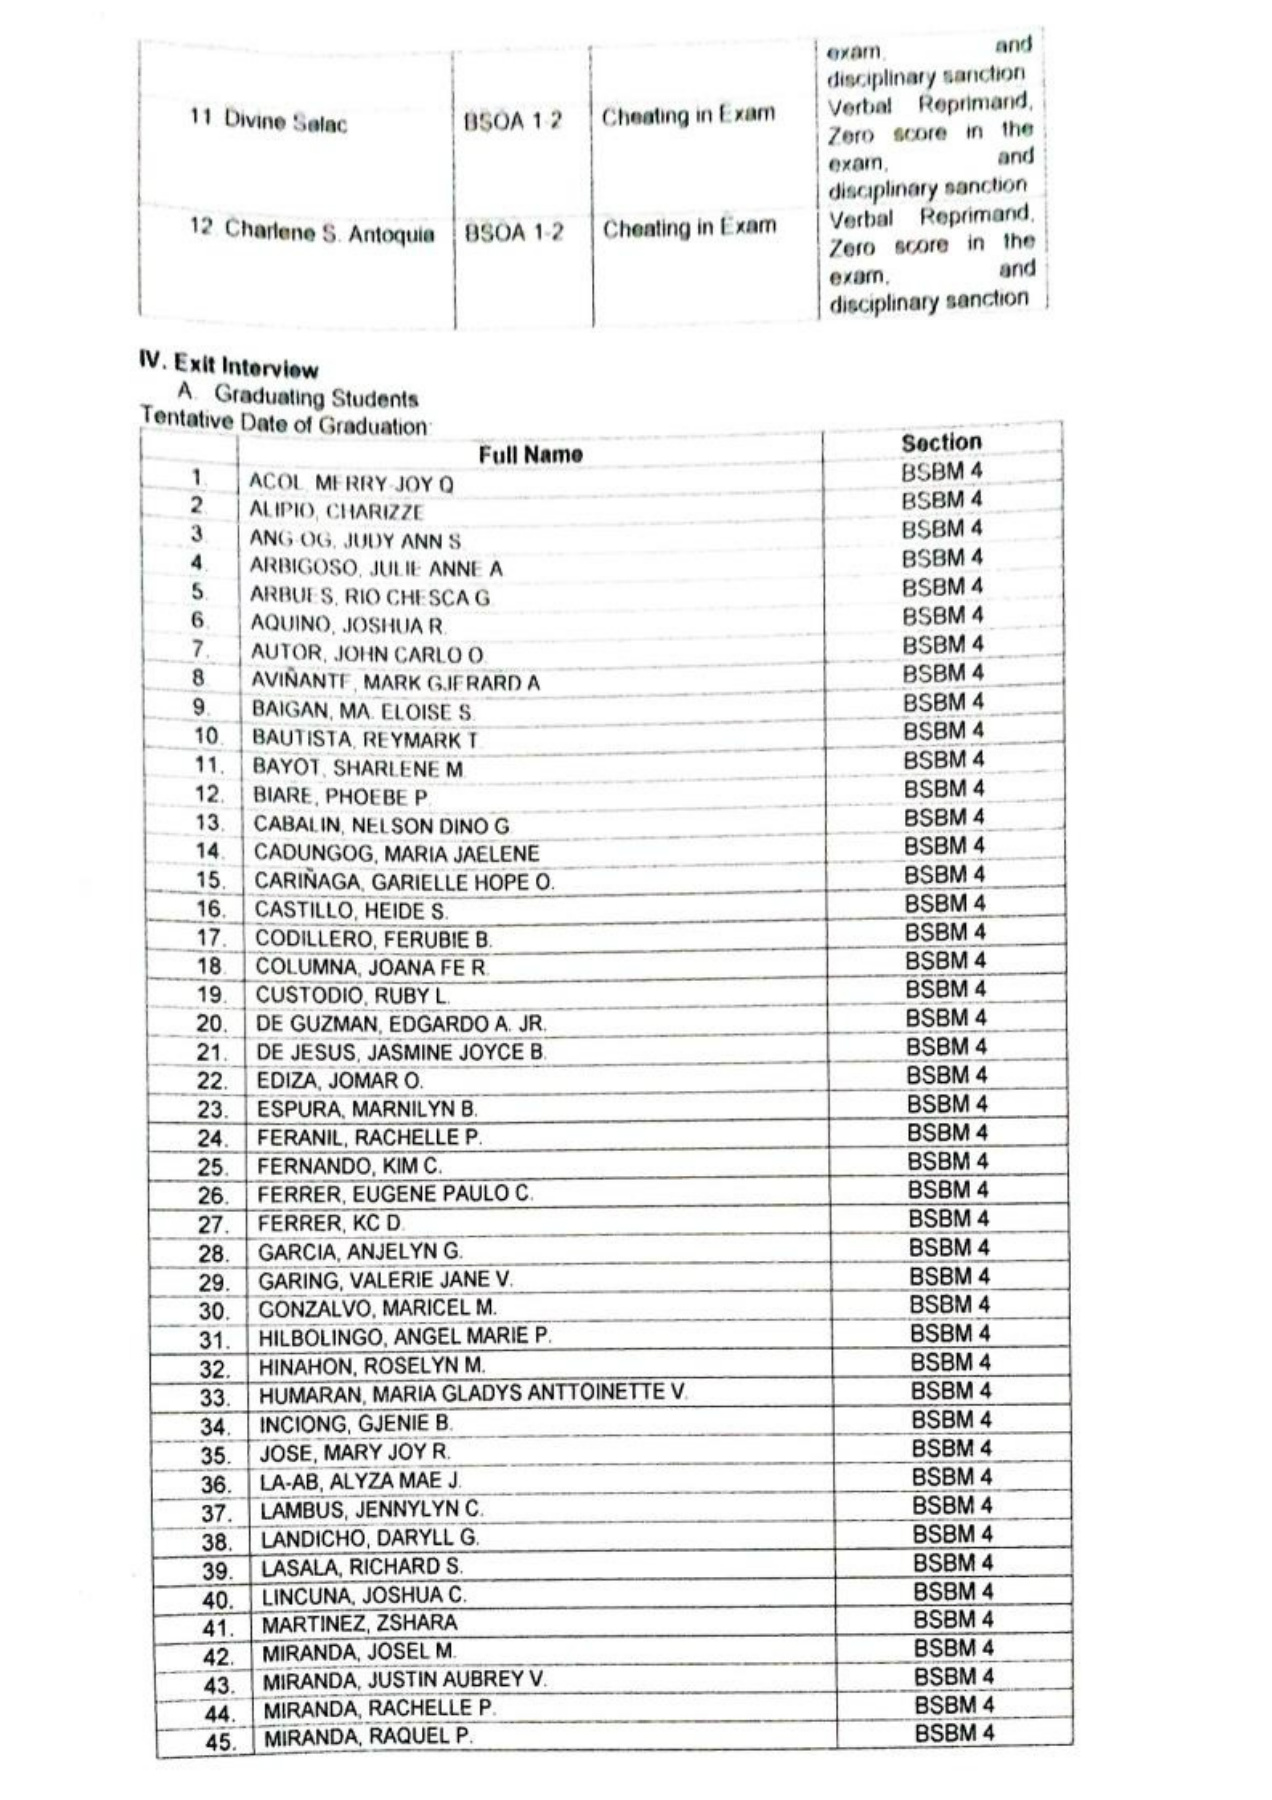 exam, and
disciplinary sanction
11 Divine Salac BSOA 1-2 Cheating in Exam Verbal Reprimand,
Zero score in the
exam, and
disciplinary sanction
12 Charlene S. Antoquia BSOA 1-2 Cheating in Exam Verbal Reprimand,
Zero score in the
exam, and
disciplinary sanction
IV. Exit Interview
A. Graduating Students
Tentative Date of Graduation:
Full Name Section
1. ACOL MERRY JOY Q BSBM 4
2. ALIPIO, CHARIZZE BSBM 4
3. ANG-OG, JUDY ANN S. BSBM 4
4. ARBIGOSO, JULIE ANNE A BSBM 4
5. ARBUES, RIO CHESCA G BSBM 4
6. AQUINO, JOSHUA R. BSBM 4
7. AUTOR, JOHN CARLO O. BSBM 4
8 AVIÑANTE, MARK GJERARD A BSBM 4
9. BAIGAN, MA. ELOISE S. BSBM 4
10. BAUTISTA, REYMARK T. BSBM 4
11. BAYOT, SHARLENE M. BSBM 4
12. BIARE, PHOEBE P. BSBM 4
13. CABALIN, NELSON DINO G BSBM 4
14. CADUNGOG, MARIA JAELENE BSBM 4
15. CARIÑAGA, GARIELLE HOPE O. BSBM 4
16. CASTILLO, HEIDE S. BSBM 4
17. CODILLERO, FERUBIE B. BSBM 4
18. COLUMNA, JOANA FE R. BSBM 4
19. CUSTODIO, RUBY L. BSBM 4
20. DE GUZMAN, EDGARDO A. JR. BSBM 4
21. DE JESUS, JASMINE JOYCE B. BSBM 4
22. EDIZA, JOMAR O. BSBM 4
23. ESPURA, MARNILYN B. BSBM 4
24. FERANIL, RACHELLE P. BSBM 4
25. FERNANDO, KIM C. BSBM 4
26. FERRER, EUGENE PAULO C. BSBM 4
27. FERRER, KC D. BSBM 4
28. GARCIA, ANJELYN G. BSBM 4
29. GARING, VALERIE JANE V. BSBM 4
30. GONZALVO, MARICEL M. BSBM 4
31. HILBOLINGO, ANGEL MARIE P. BSBM 4
32. HINAHON, ROSELYN M. BSBM 4
33. HUMARAN, MARIA GLADYS ANTTOINETTE V. BSBM 4
34. INCIONG, GJENIE B. BSBM 4
35. JOSE, MARY JOY R. BSBM 4
36. LA-AB, ALYZA MAE J. BSBM 4
37. LAMBUS, JENNYLYN C. BSBM 4
38. LANDICHO, DARYLL G. BSBM 4
39. LASALA, RICHARD S. BSBM 4
40. LINCUNA, JOSHUA C. BSBM 4
41. MARTINEZ, ZSHARA BSBM 4
42. MIRANDA, JOSEL M. BSBM 4
43. MIRANDA, JUSTIN AUBREY V. BSBM 4
44. MIRANDA, RACHELLE P. BSBM 4
45. MIRANDA, RAQUEL P. BSBM 4